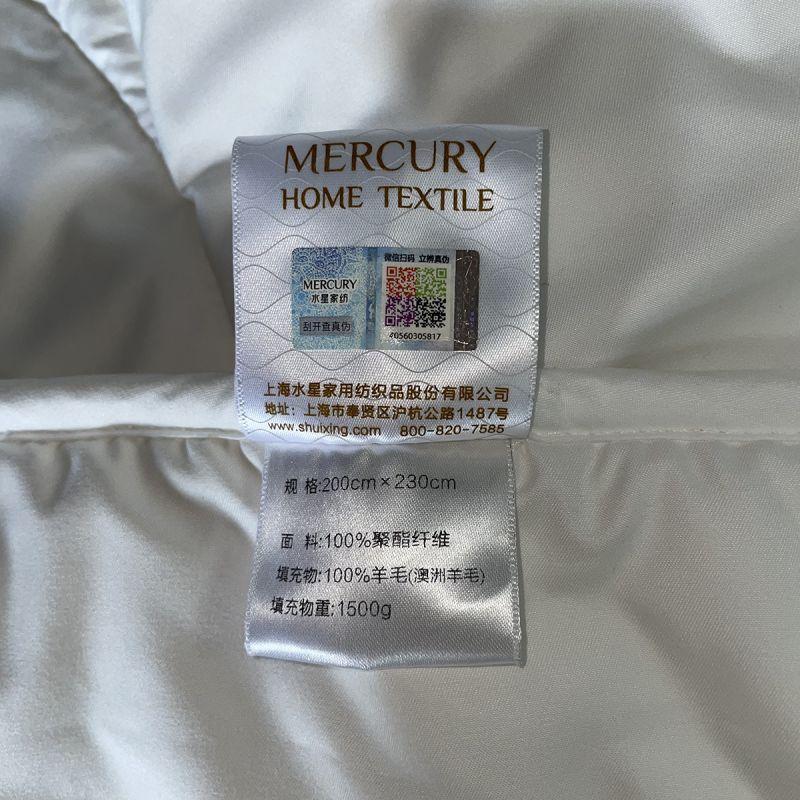 MERCURY
HOME TEXTILE
微信扫码 立辨真伪
MERCURY
水星家纺
刮开查真伪
40560305817
上海水星家用纺织品股份有限公司
地址: 上海市奉贤区沪杭公路1487号
www.shuixing.com 800-820-7585
规 格:200cm×230cm
面 料:100%聚酯纤维
填充物:100%羊毛(澳洲羊毛)
填充物重:1500g